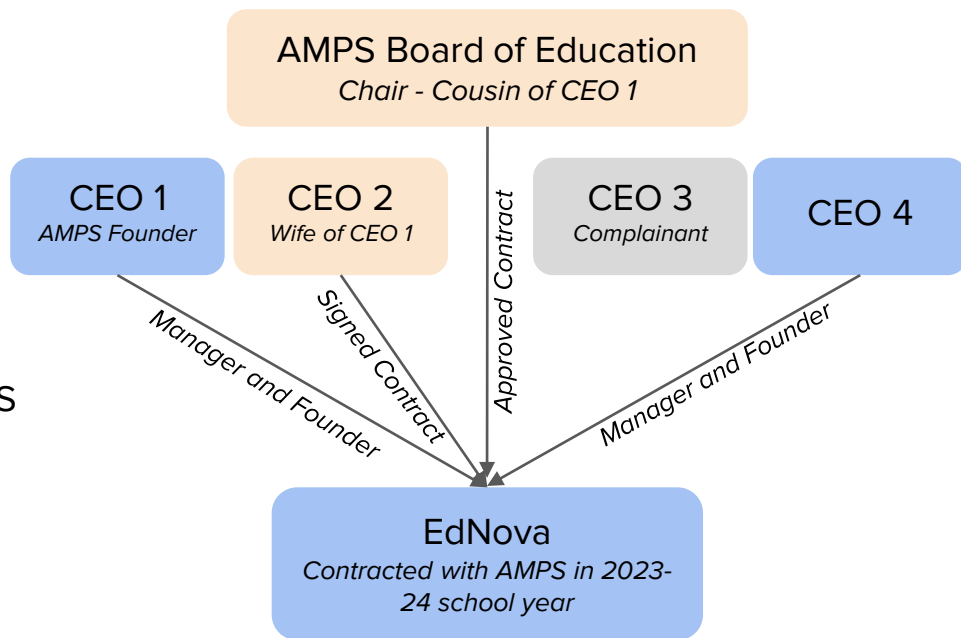 AMPS Board of Education
Chair - Cousin of CEO 1
CEO 1
AMPS Founder
CEO 2
Wife of CEO 1
CEO 3
Complainant
CEO 4
Manager and Founder
Signed Contract
Approved Contract
Manager and Founder
S
EdNova
Contracted with AMPS in 2023-
24 school year